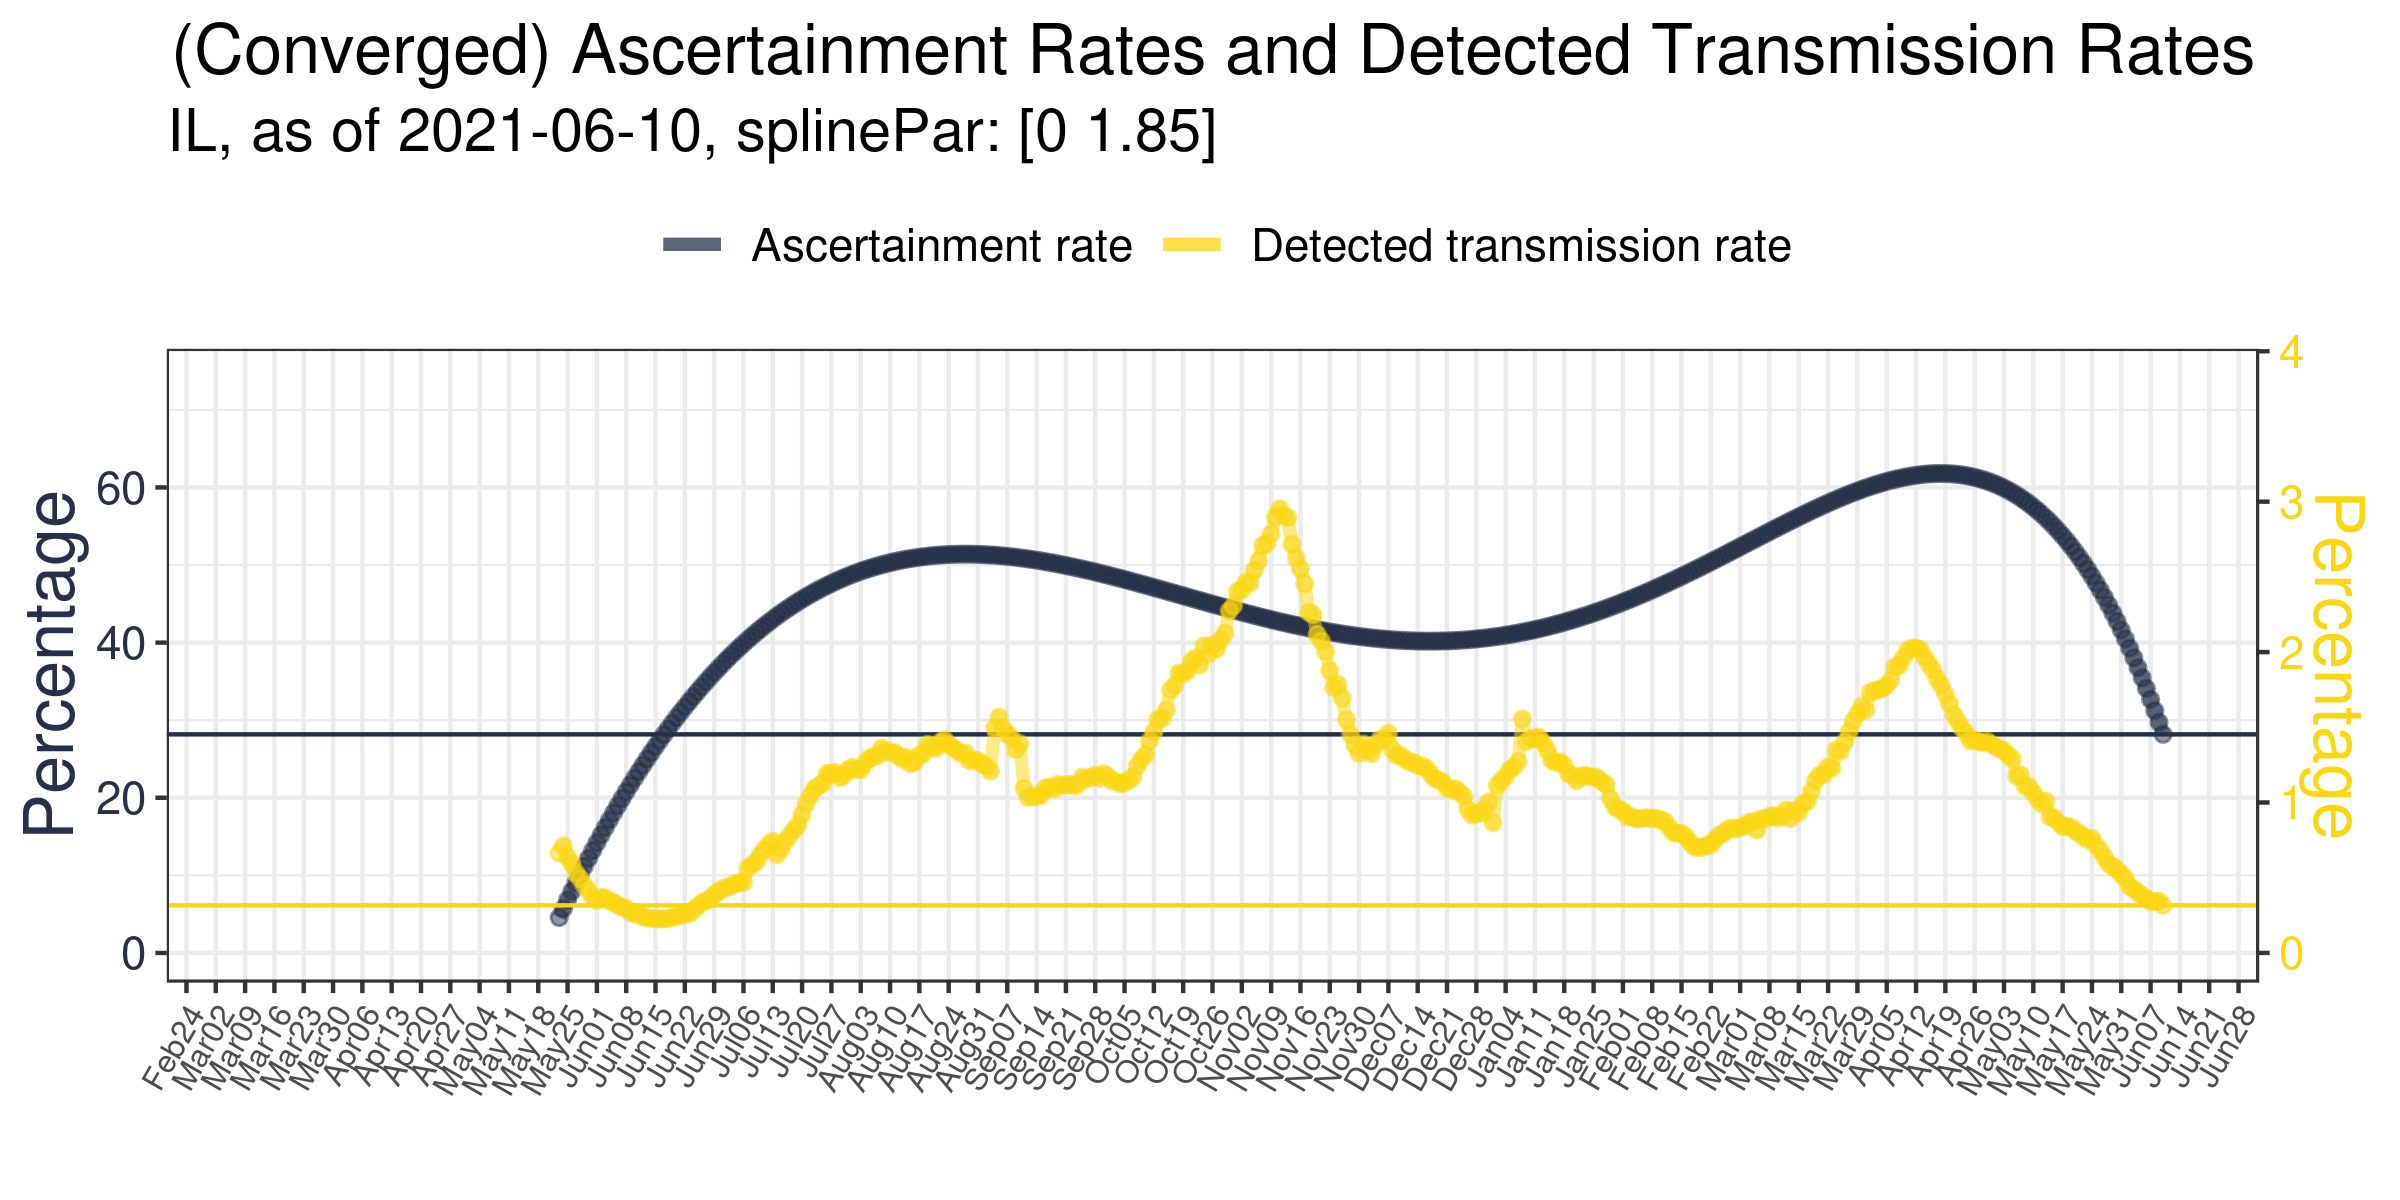 (Converged) Ascertainment Rates and Detected Transmission Rates
IL, as of 2021-06-10, splinePar: [0 1.85]
Ascertainment rate Detected transmission rate
Percentage
60
40
20
0
4
3
2
1
0
Percentage
Feb24 Mar02 Mar09 Mar16 Mar23 Mar30 Apr06 Apr13 Apr20 Apr27 May04 May11 May18 May25 Jun01 Jun08 Jun15 Jun22 Jun29 Jul06 Jul13 Jul20 Jul27 Aug03 Aug10 Aug17 Aug24 Aug31 Sep07 Sep14 Sep21 Sep28 Oct05 Oct12 Oct19 Oct26 Nov02 Nov09 Nov16 Nov23 Nov30 Dec07 Dec14 Dec21 Dec28 Jan04 Jan11 Jan18 Jan25 Feb01 Feb08 Feb15 Feb22 Mar01 Mar08 Mar15 Mar22 Mar29 Apr05 Apr12 Apr19 Apr26 May03 May10 May17 May24 May31 Jun07 Jun14 Jun21 Jun28